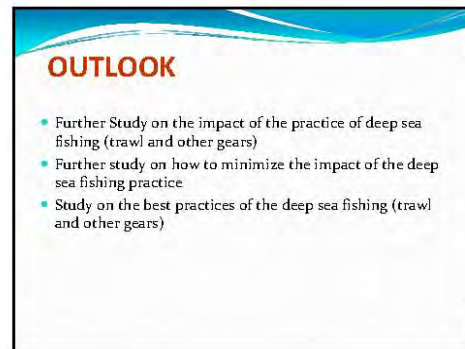 OUTLOOK
• Further Study on the impact of the practice of deep sea
fishing (trawl and other gears)
• Further study on how to minimize the impact of the deep
sea fishing practice
• Study on the best practices of the deep sea fishing (trawl
and other gears)